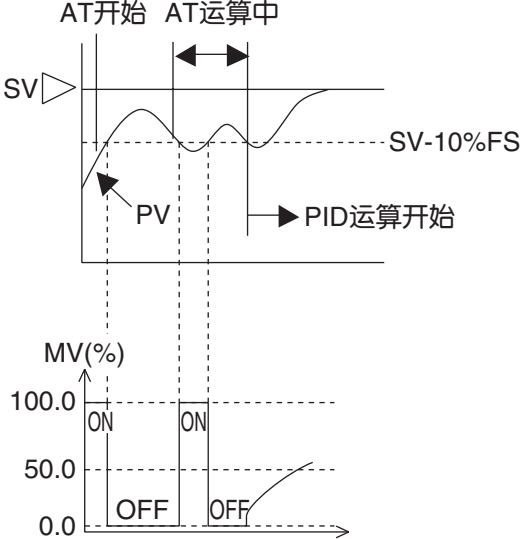 AT开始 AT运算中
SV
SV-10%FS
PV
PID运算开始
MV(%)
100.0
ON ON
50.0
OFF OFF
0.0